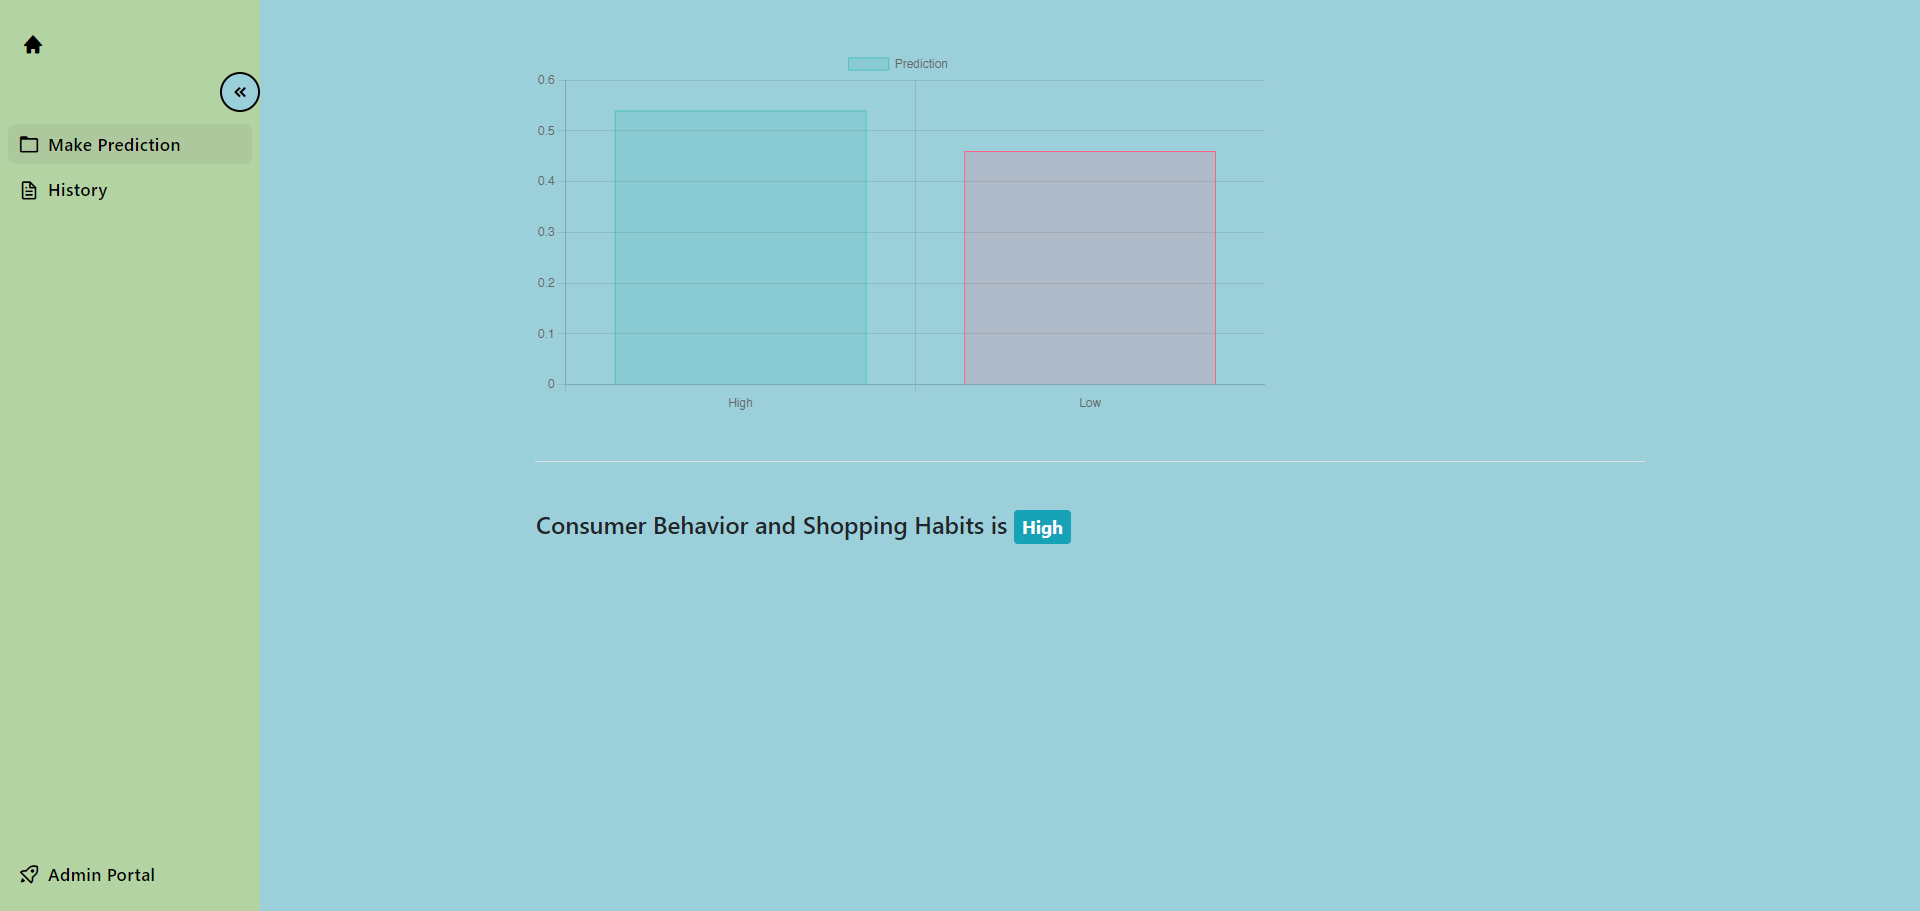 Make Prediction
History
Admin Portal
Prediction
0.6
0.5
0.4
0.3
0.2
0.1
0
High Low
Consumer Behavior and Shopping Habits is High